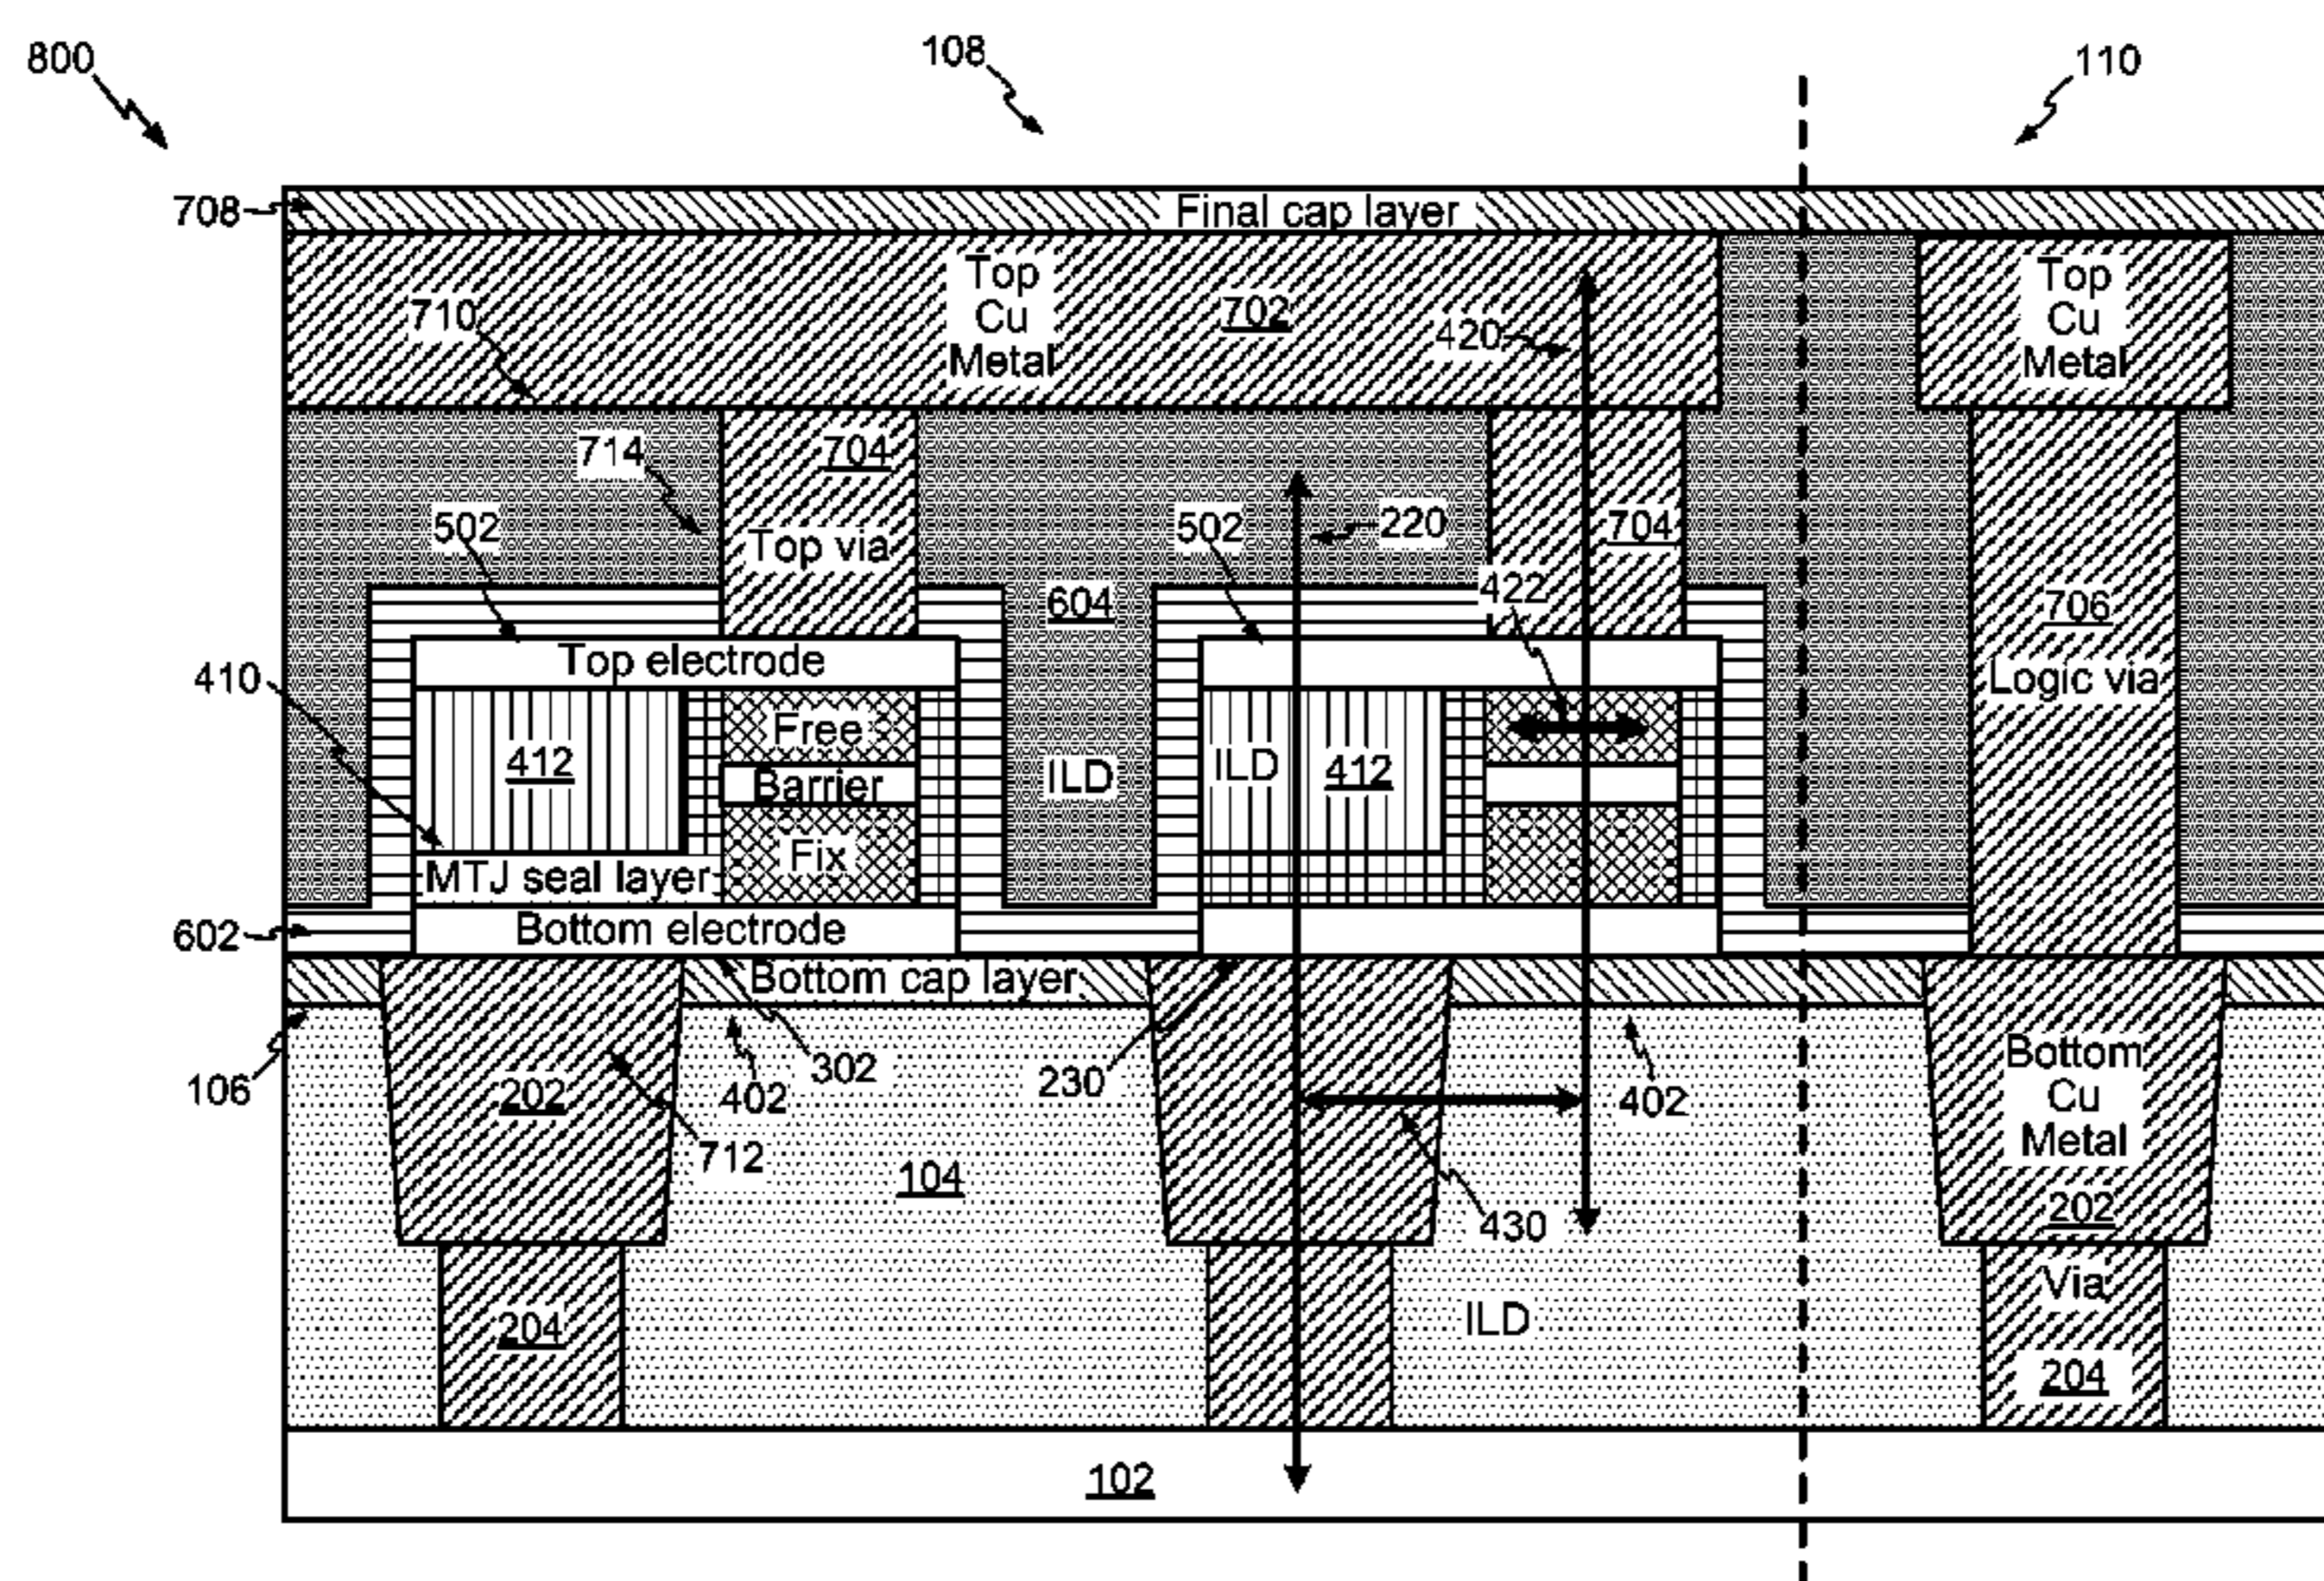 800
108
110
708
Final cap layer
Top
Cu
Metal
702
Top
Cu
Metal
710
420
714
704
502
Top via
502
220
704
422
604
706
Top electrode
Logic via
410
Free
412
Barrier
ILD
ILD
412
Fix
MTJ seal layer
602
Bottom electrode
Bottom cap layer
106
202
402
302
230
402
Bottom
Cu
Metal
712
104
430
202
Via
204
ILD
204
102